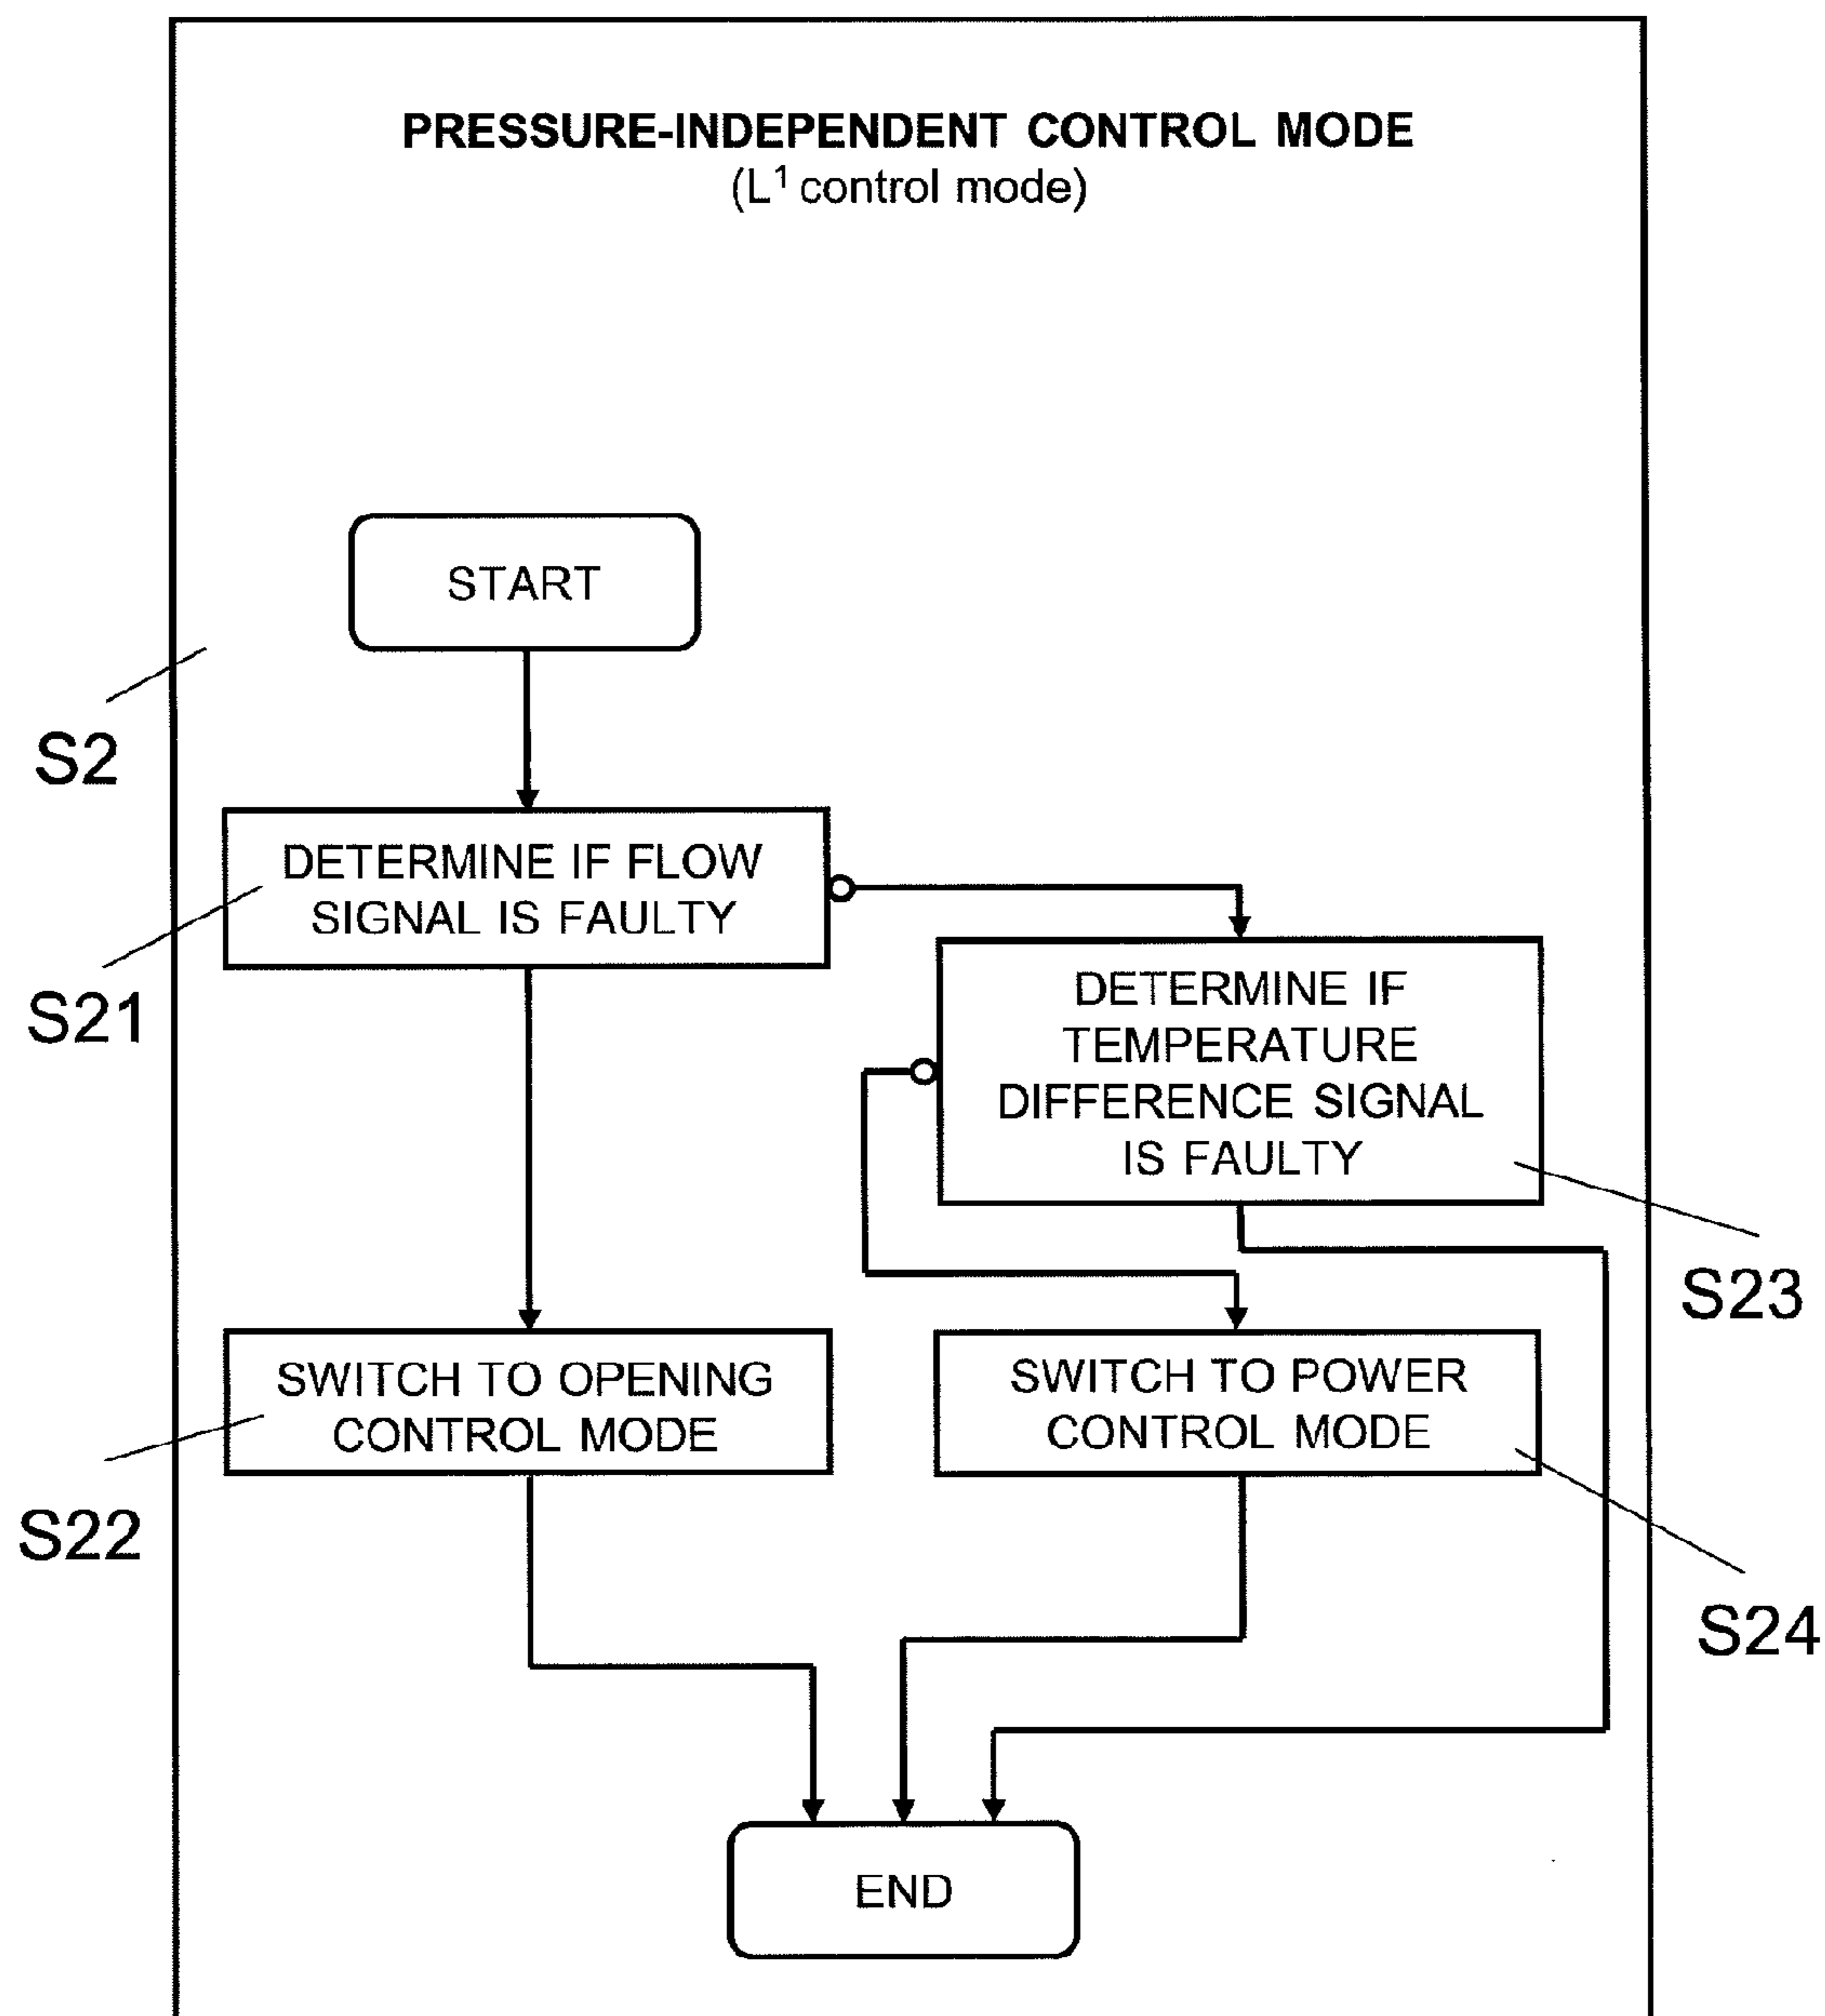 PRESSURE-INDEPENDENT CONTROL MODE
(L¹ control mode)
START
S2
DETERMINE IF FLOW
SIGNAL IS FAULTY
S21
DETERMINE IF
TEMPERATURE
DIFFERENCE SIGNAL
IS FAULTY
S23
SWITCH TO OPENING
CONTROL MODE
S22
SWITCH TO POWER
CONTROL MODE
S24
END